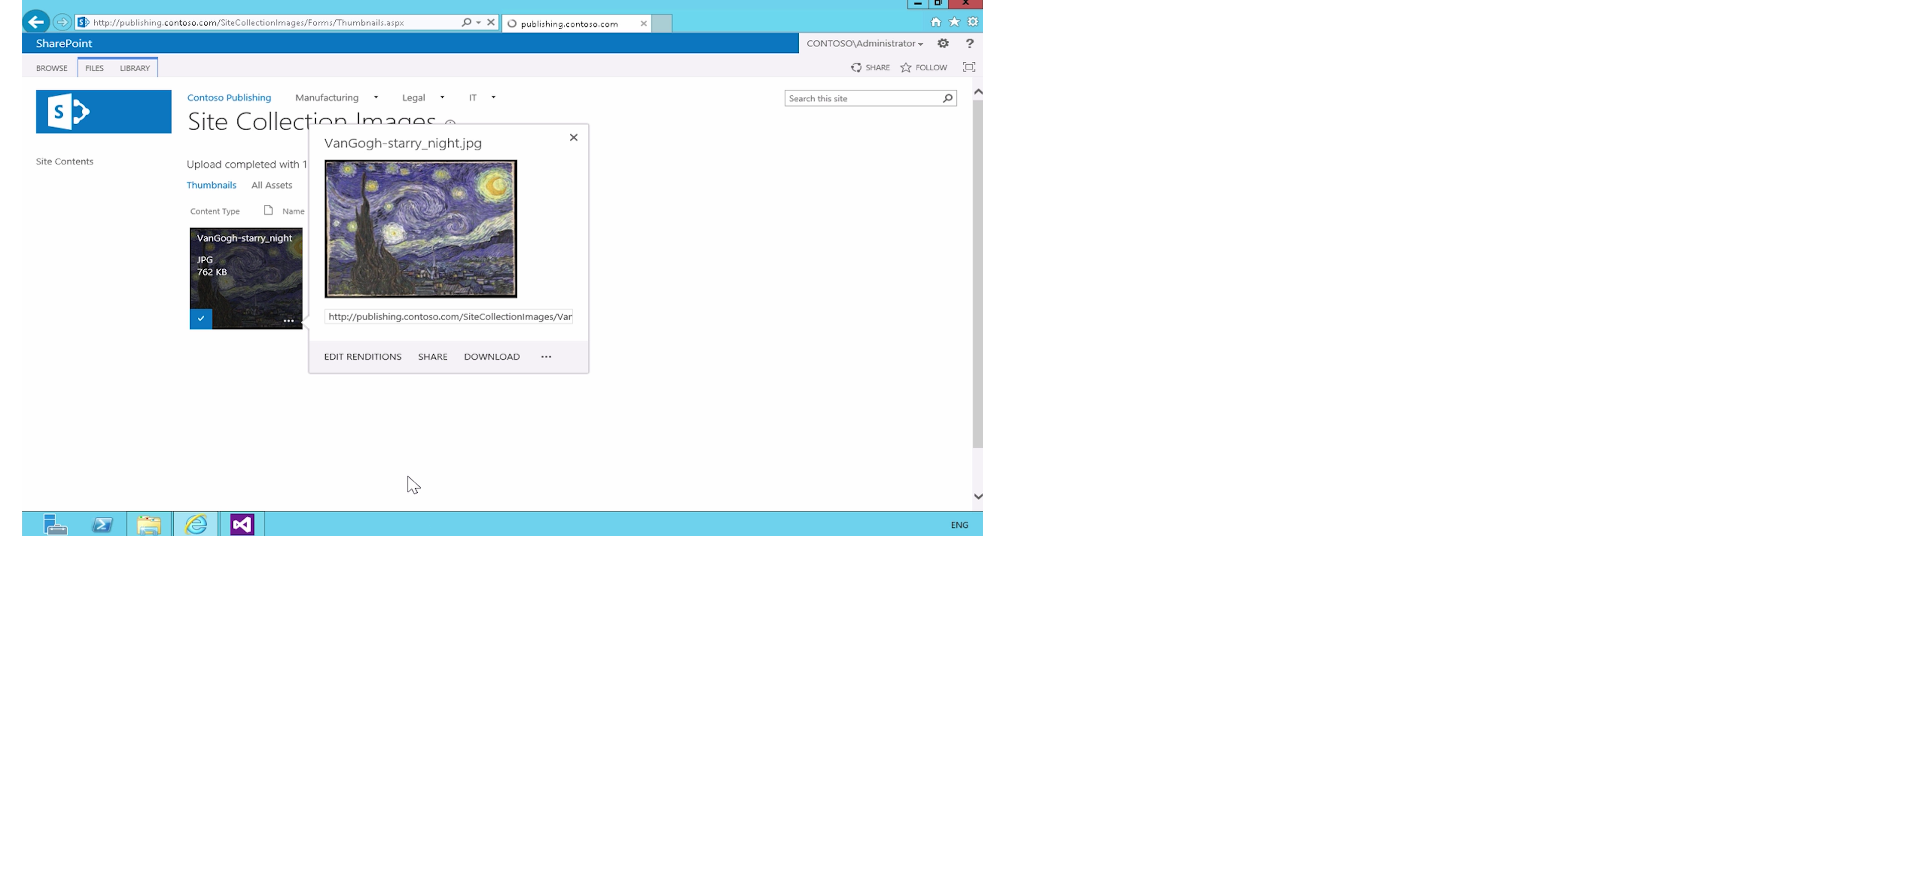 http://publishing.contoso.com/SiteCollectionImages/Forms/Thumbnails.aspx
publishing.contoso.com
SharePoint
CONTOSO\Administrator
?
BROWSE FILES LIBRARY
SHARE FOLLOW
S
Contoso Publishing Manufacturing Legal IT
Search this site
Site Collection Images
Site Contents
Upload completed with 1
Thumbnails All Assets
Content Type Name
VanGogh-starry_night
JPG
762 KB
VanGogh-starry_night.jpg
http://publishing.contoso.com/SiteCollectionImages/Van
EDIT RENDITIONS SHARE DOWNLOAD ...
ENG